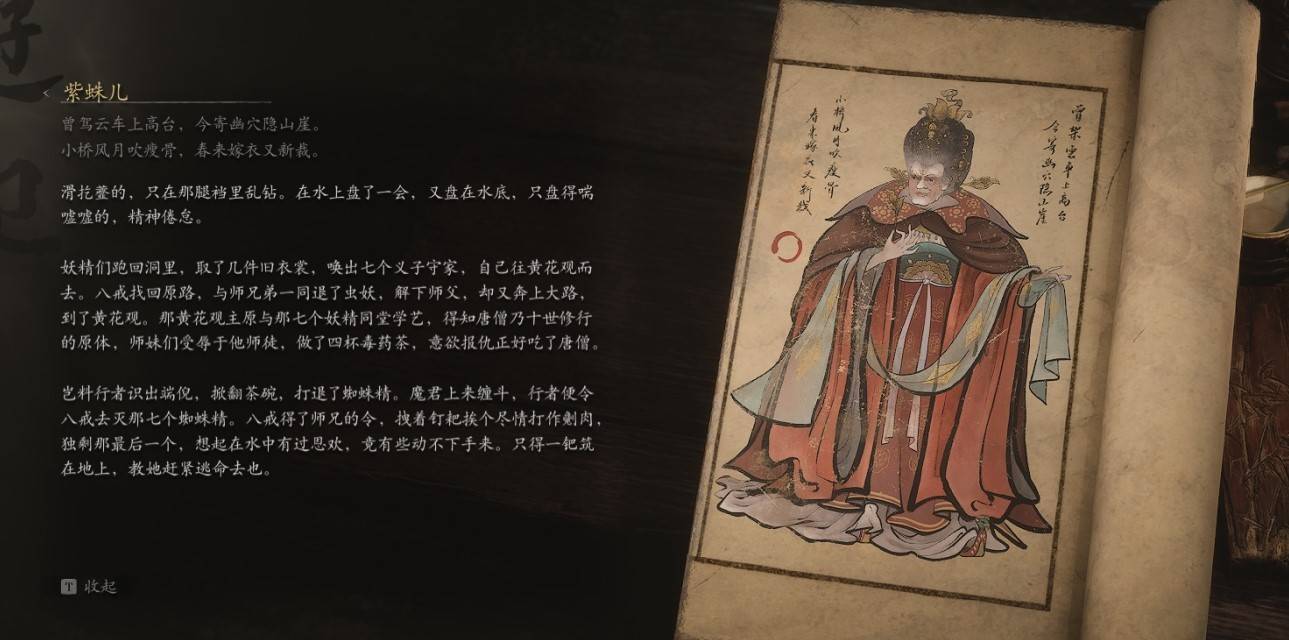 紫蛛儿
曾驾云车上高台，今寄幽穴隐山崖。
小桥风月吹瘦骨，春来嫁衣又新裁。
滑扢虀的，只在那腿裆里乱钻。在水上盘了一会，又盘在水底，只盘得喘
嘘嘘的，精神倦怠。
妖精们跑回洞里，取了几件旧衣裳，唤出七个义子守家，自己往黄花观而
去。八戒找回原路，与师兄弟一同退了虫妖，解下师父，却又奔上大路，
到了黄花观。那黄花观主原与那七个妖精同堂学艺，得知唐僧乃十世修行
的原体，师妹们受辱于他师徒，做了四杯毒药茶，意欲报仇正好吃了唐僧。
岂料行者识出端倪，掀翻茶碗，打退了蜘蛛精。魔君上来缠斗，行者便令
八戒去灭那七个蜘蛛精。八戒得了师兄的令，拽着钉耙挨个尽情打作剿肉，
独剩那最后一个，想起在水中有过恩欢，竟有些动不下手来。只得一钯筑
在地上，教她赶紧逃命去也。
T 收起
曾驾雲车上高台
今寄幽穴隐山崖
小桥风月吹瘦骨
春来嫁衣又新裁